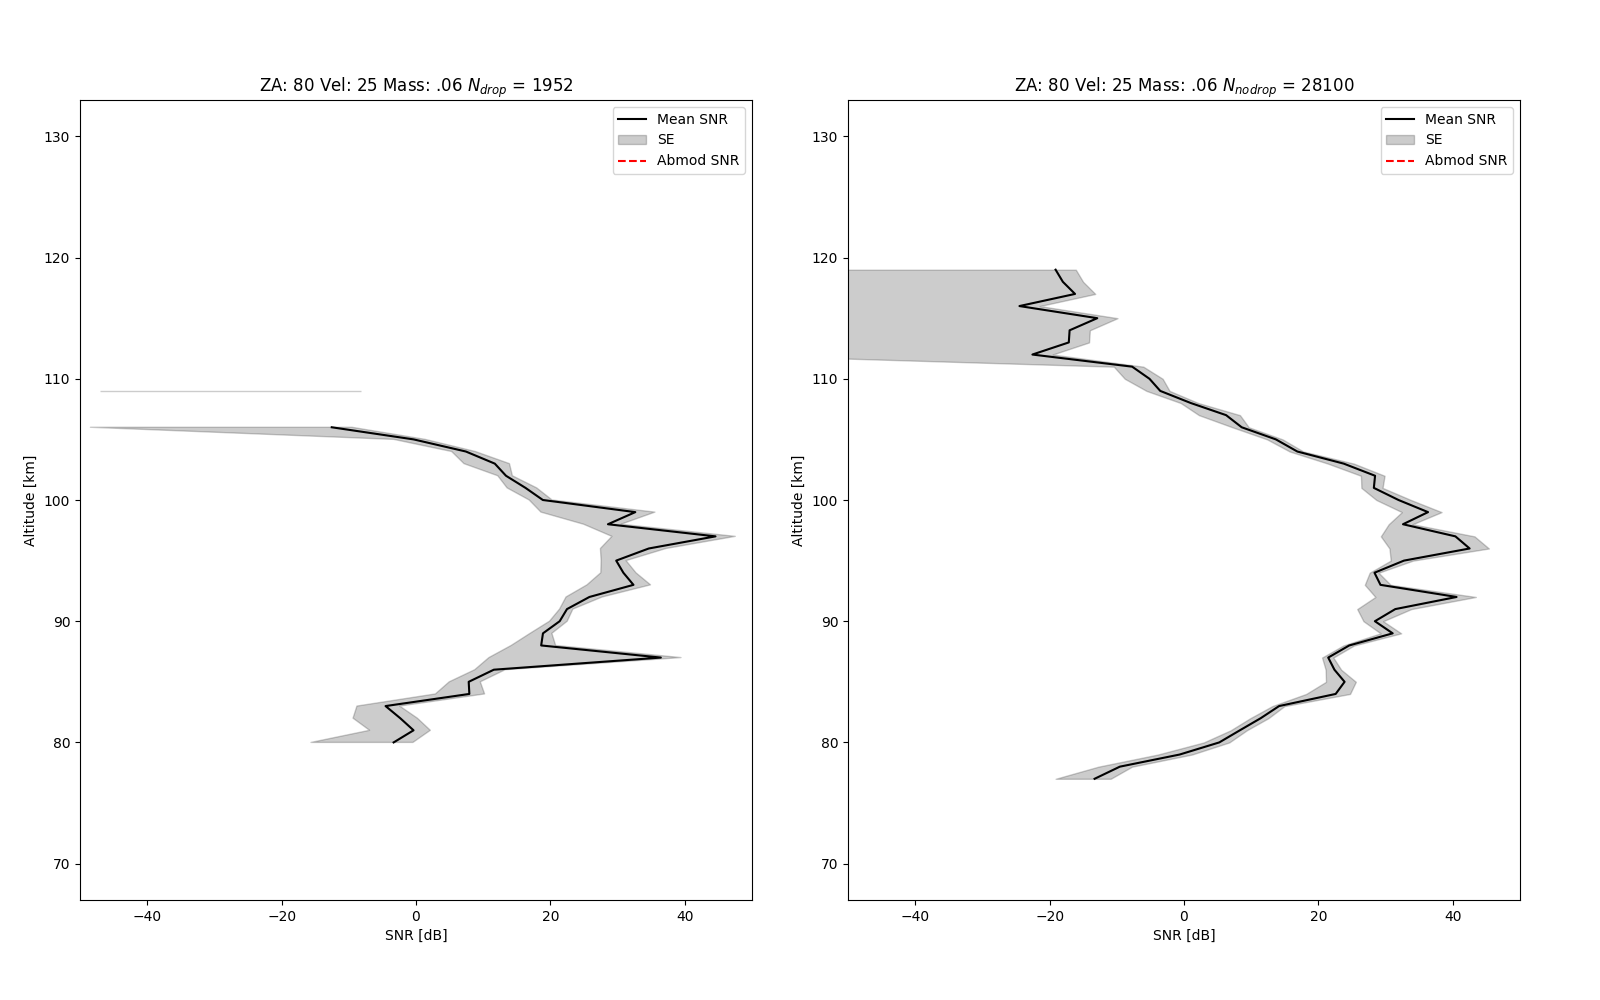 ZA: 80 Vel: 25 Mass: .06 N_drop = 1952
Mean SNR
SE
Abmod SNR
130
120
110
100
90
80
70
Altitude [km]
−40
−20
0
20
40
SNR [dB]
ZA: 80 Vel: 25 Mass: .06 N_nodrop = 28100
Mean SNR
SE
Abmod SNR
130
120
110
100
90
80
70
Altitude [km]
−40
−20
0
20
40
SNR [dB]